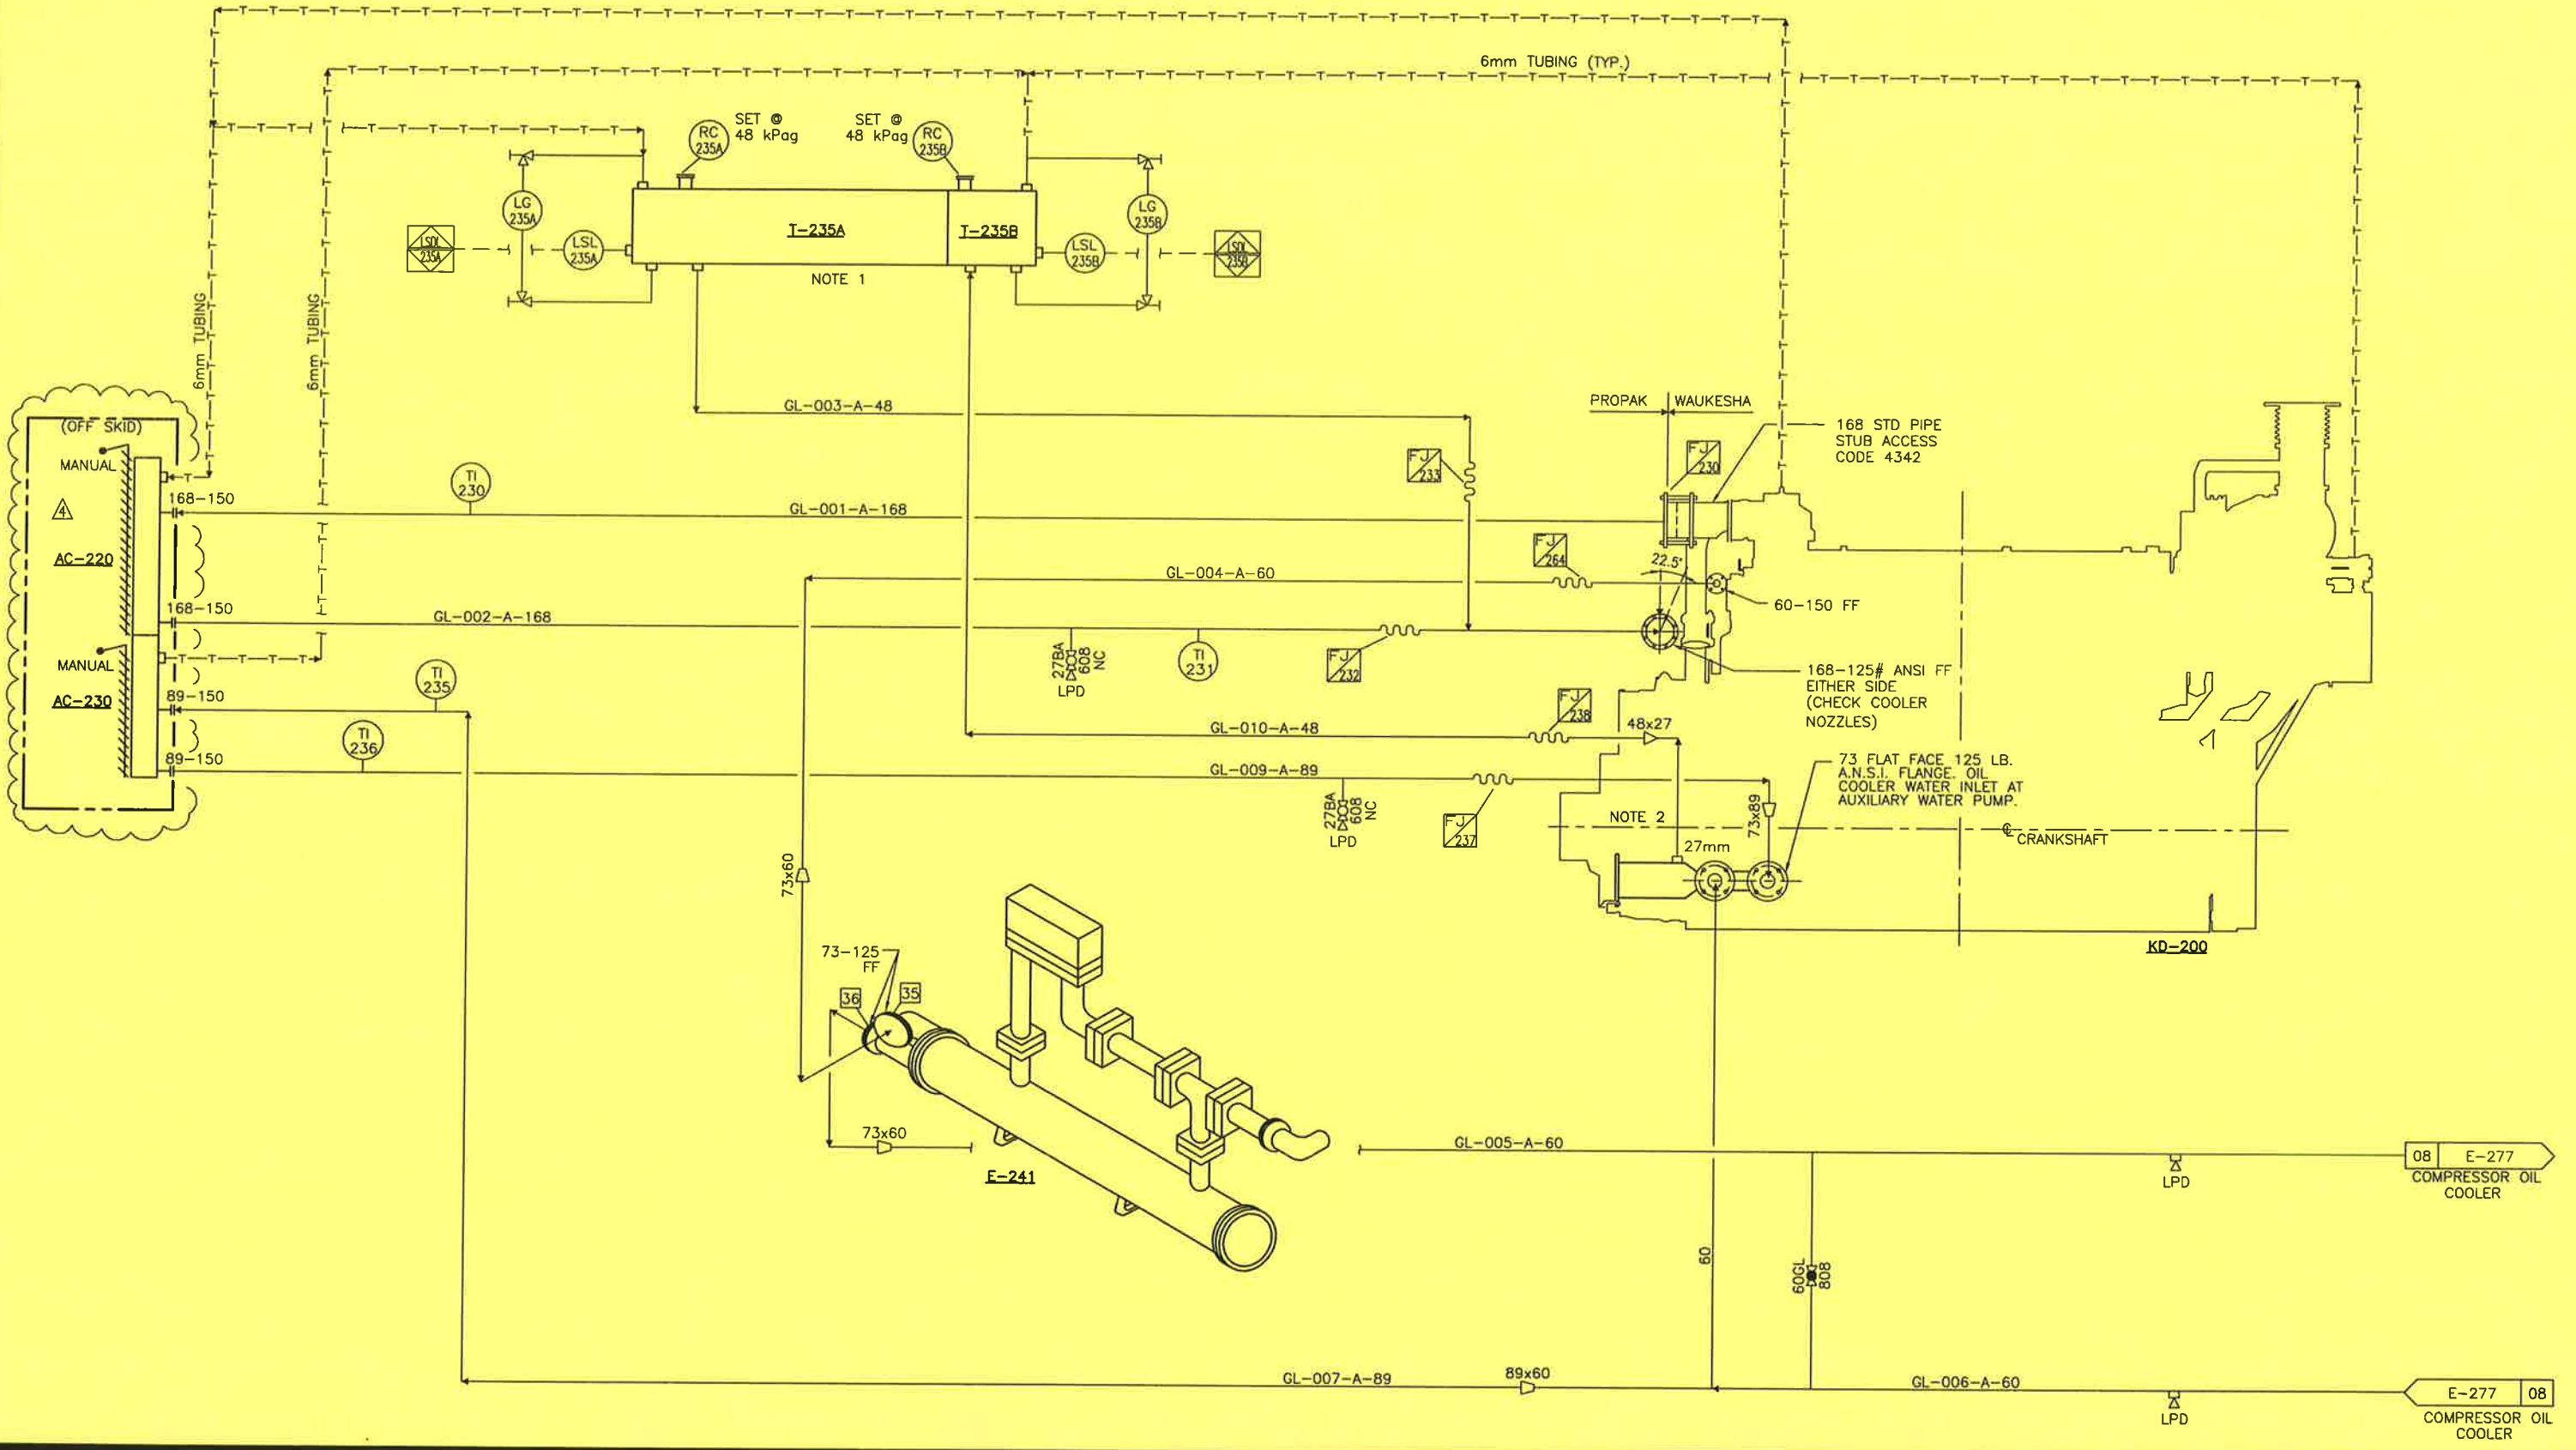 6mm TUBING (TYP.)
SET @
48 kPag
SET @
48 kPag
RC
235A
RC
235B
LG
235A
LG
235B
LSDL
235A
LSL
235A
T-235A
T-235B
LSL
235B
LSDL
235B
NOTE 1
6mm TUBING
6mm TUBING
GL-003-A-48
PROPAK
WAUKESHA
168 STD PIPE
STUB ACCESS
CODE 4342
FJ
233
FJ
230
(OFF SKID)
MANUAL
4
AC-220
168-150
TI
230
GL-001-A-168
FJ
264
22.5°
GL-004-A-60
60-150 FF
168-150
GL-002-A-168
27BA
608
NC
LPD
TI
231
FJ
232
168-125# ANSI FF
EITHER SIDE
(CHECK COOLER
NOZZLES)
MANUAL
AC-230
89-150
TI
235
FJ
238
GL-010-A-48
48x27
TI
236
89-150
GL-009-A-89
27BA
608
NC
LPD
FJ
237
73 FLAT FACE 125 LB.
A.N.S.I. FLANGE. OIL
COOLER WATER INLET AT
AUXILIARY WATER PUMP.
73x89
NOTE 2
27mm
CRANKSHAFT
KD-200
73x60
73-125
FF
36
35
73x60
E-241
GL-005-A-60
LPD
08
E-277
COMPRESSOR OIL
COOLER
60
60GL
808
GL-007-A-89
89x60
GL-006-A-60
LPD
E-277
08
COMPRESSOR OIL
COOLER